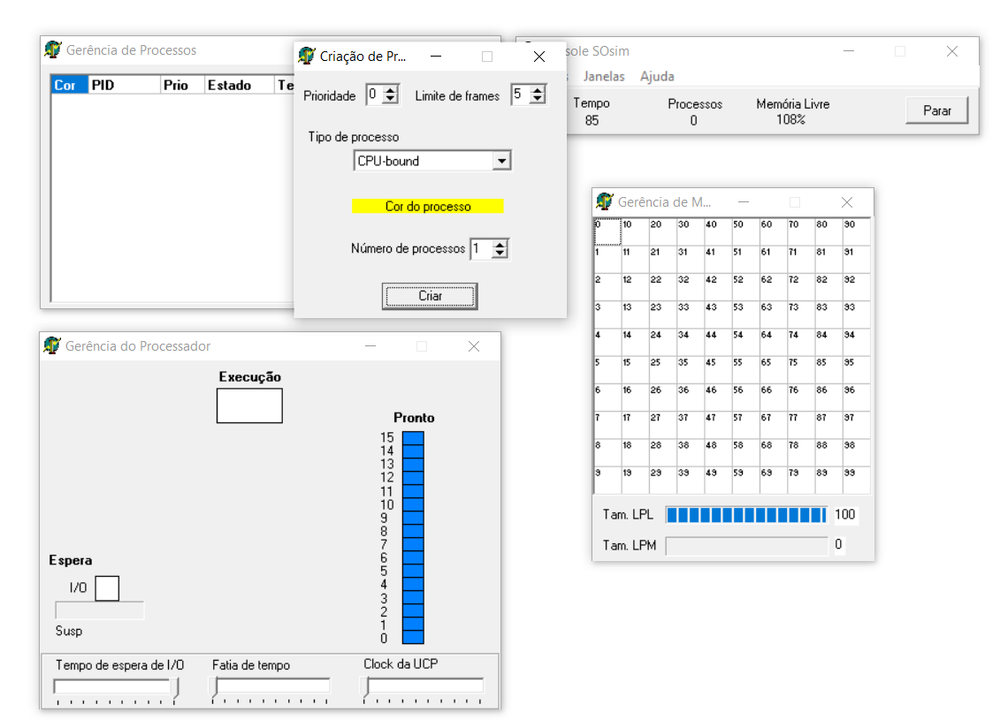 Gerência de Processos
Cor PID Prio Estado Te
Criação de Pr...
Prioridade 0 Limite de frames 5
Tipo de processo
CPU-bound
Cor do processo
Número de processos 1
Criar
sole SOsim
s Janelas Ajuda
Tempo Processos Memória Livre
85 0 108%
Parar
Gerência de M...
0 10 20 30 40 50 60 70 80 90
1 11 21 31 41 51 61 71 81 91
2 12 22 32 42 52 62 72 82 92
3 13 23 33 43 53 63 73 83 93
4 14 24 34 44 54 64 74 84 94
5 15 25 35 45 55 65 75 85 95
6 16 26 36 46 56 66 76 86 96
7 17 27 37 47 57 67 77 87 97
8 18 28 38 48 58 68 78 88 98
9 19 29 39 49 59 69 79 89 99
Tam. LPL 100
Tam. LPM 0
Gerência do Processador
Execução
Pronto
15
14
13
12
11
10
9
8
7
6
5
4
3
2
1
0
Espera
I/O
Susp
Tempo de espera de I/O Fatia de tempo Clock da UCP